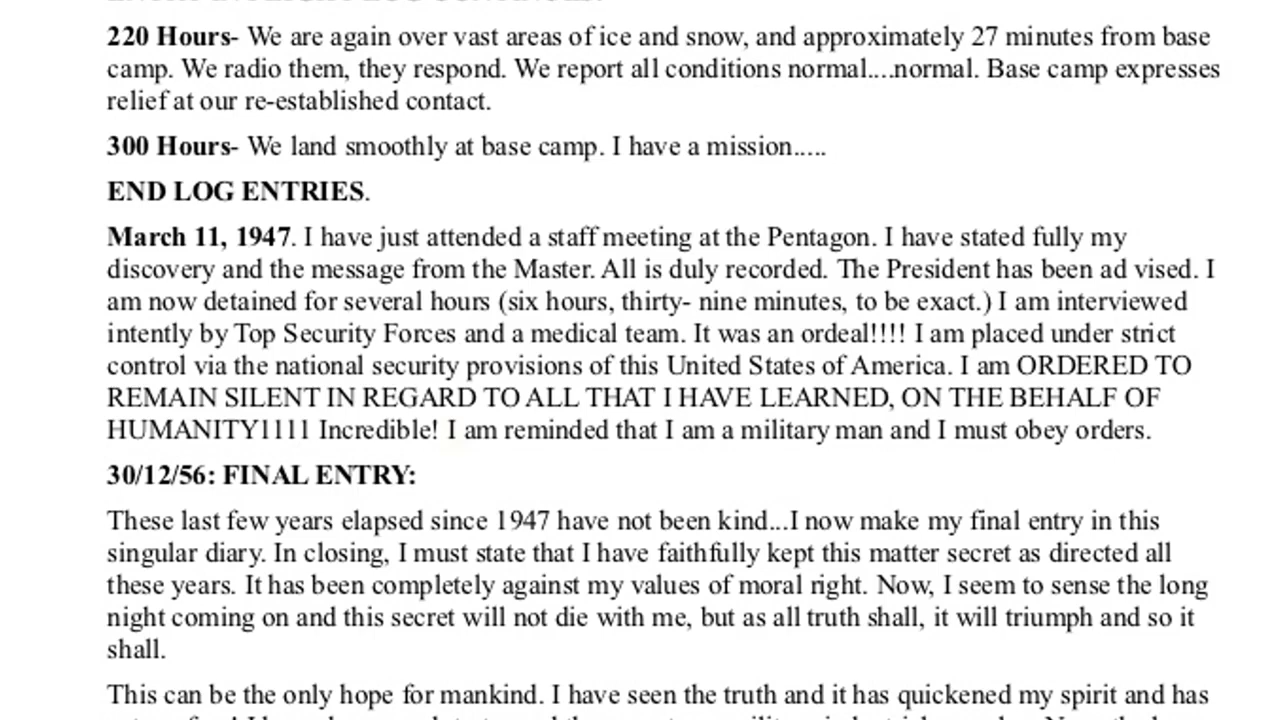 220 Hours- We are again over vast areas of ice and snow, and approximately 27 minutes from base
camp. We radio them, they respond. We report all conditions normal....normal. Base camp expresses
relief at our re-established contact.
300 Hours- We land smoothly at base camp. I have a mission.....
END LOG ENTRIES.
March 11, 1947. I have just attended a staff meeting at the Pentagon. I have stated fully my
discovery and the message from the Master. All is duly recorded. The President has been ad vised. I
am now detained for several hours (six hours, thirty- nine minutes, to be exact.) I am interviewed
intently by Top Security Forces and a medical team. It was an ordeal!!!! I am placed under strict
control via the national security provisions of this United States of America. I am ORDERED TO
REMAIN SILENT IN REGARD TO ALL THAT I HAVE LEARNED, ON THE BEHALF OF
HUMANITY1111 Incredible! I am reminded that I am a military man and I must obey orders.
30/12/56: FINAL ENTRY:
These last few years elapsed since 1947 have not been kind...I now make my final entry in this
singular diary. In closing, I must state that I have faithfully kept this matter secret as directed all
these years. It has been completely against my values of moral right. Now, I seem to sense the long
night coming on and this secret will not die with me, but as all truth shall, it will triumph and so it
shall.
This can be the only hope for mankind. I have seen the truth and it has quickened my spirit and has